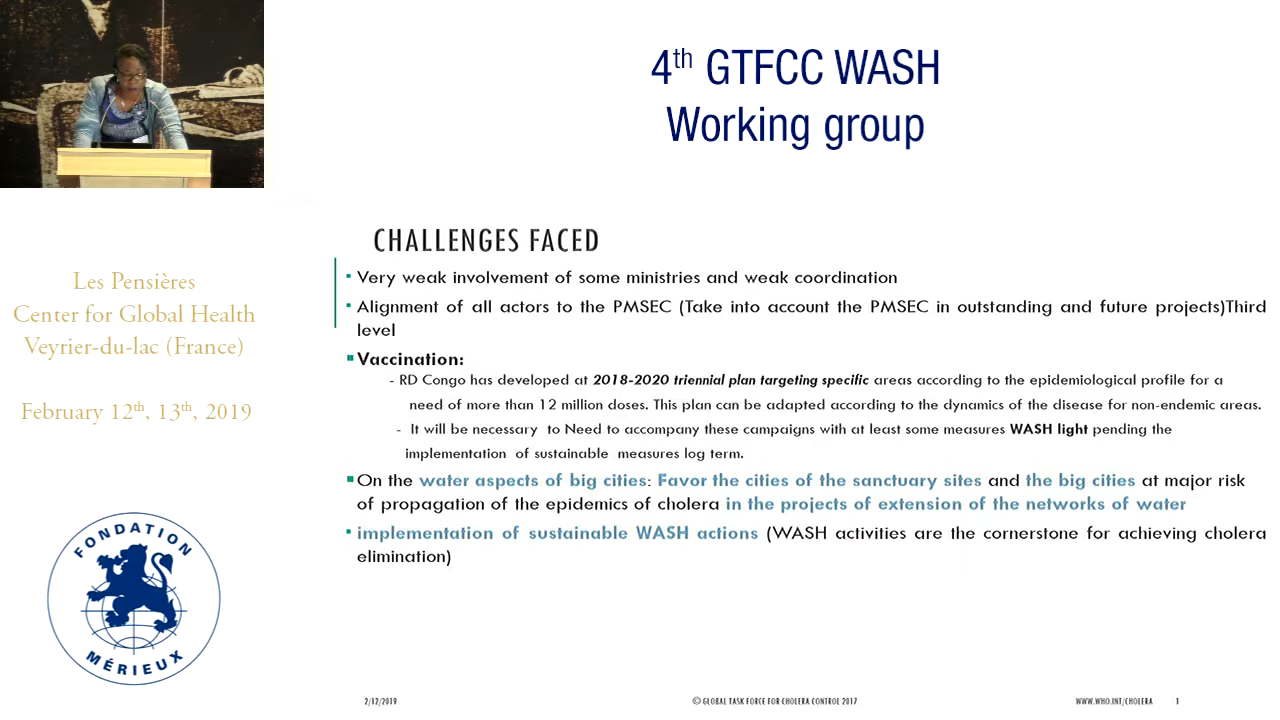 4th GTFCC WASH
Working group
Les Pensières
Center for Global Health
Veyrier-du-lac (France)
February 12th, 13th, 2019
FONDATION
MÉRIEUX
CHALLENGES FACED
▪ Very weak involvement of some ministries and weak coordination
▪ Alignment of all actors to the PMSEC (Take into account the PMSEC in outstanding and future projects)Third
level
▪ Vaccination:
- RD Congo has developed at 2018-2020 triennial plan targeting specific areas according to the epidemiological profile for a
need of more than 12 million doses. This plan can be adapted according to the dynamics of the disease for non-endemic areas.
- It will be necessary to Need to accompany these campaigns with at least some measures WASH light pending the
implementation of sustainable measures log term.
▪ On the water aspects of big cities: Favor the cities of the sanctuary sites and the big cities at major risk
of propagation of the epidemics of cholera in the projects of extension of the networks of water
▪ implementation of sustainable WASH actions (WASH activities are the cornerstone for achieving cholera
elimination)
2/12/2019
© GLOBAL TASK FORCE FOR CHOLERA CONTROL 2017
WWW.WHO.INT/CHOLERA 1